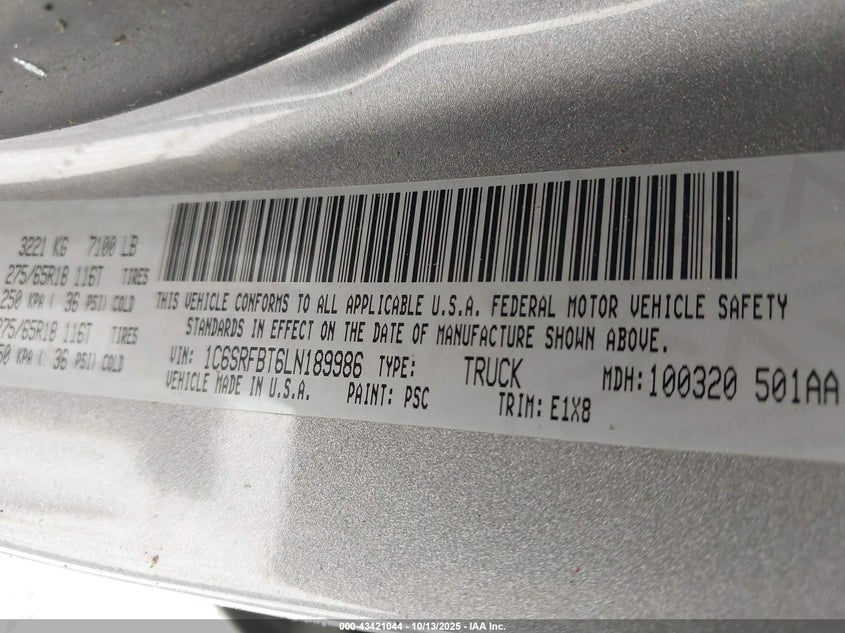 3221 KG 7100 LB
275/65R18 116T TIRES
250 KPA ( 36 PSI) COLD
275/65R18 116T TIRES
50 KPA ( 36 PSI) COLD
THIS VEHICLE CONFORMS TO ALL APPLICABLE U.S.A. FEDERAL MOTOR VEHICLE SAFETY
STANDARDS IN EFFECT ON THE DATE OF MANUFACTURE SHOWN ABOVE.
VIN: 1C6SRFBT6LN189986 TYPE: TRUCK MDH: 100320 501AA
VEHICLE MADE IN U.S.A. PAINT: PSC TRIM: E1X8
000-43421044 | 10/13/2025 - IAA Inc.